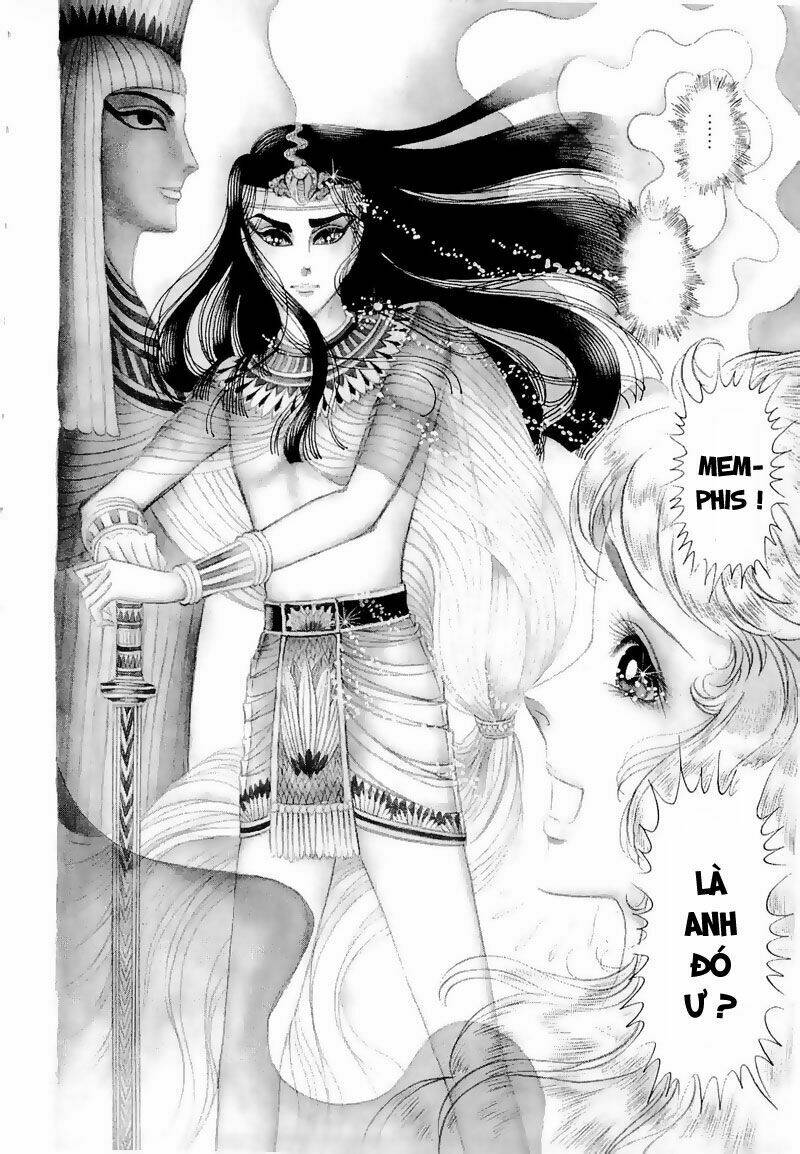 ......
MEM-
PHIS !
LÀ
ANH
ĐÓ
Ư ?